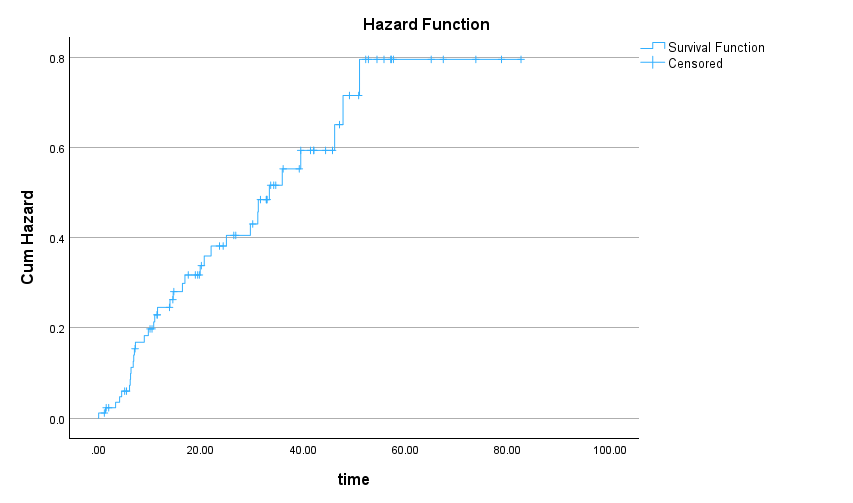 Hazard Function
Survival Function
Censored
Cum Hazard
0.8
0.6
0.4
0.2
0.0
.00
20.00
40.00
60.00
80.00
100.00
time